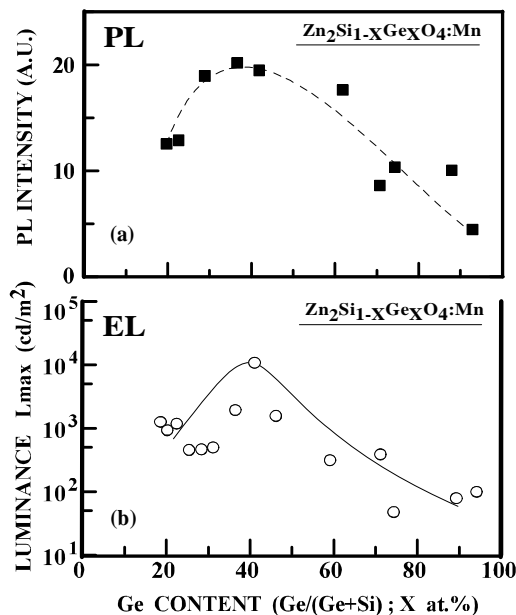 PL
Zn2Si1-XGeXO4:Mn
20
10
0
PL INTENSITY (A.U.)
(a)
EL
Zn2Si1-XGeXO4:Mn
10^5
10^4
10^3
10^2
10^1
LUMINANCE Lmax (cd/m^2)
(b)
0 20 40 60 80 100
Ge CONTENT (Ge/(Ge+Si) ; X at.%)